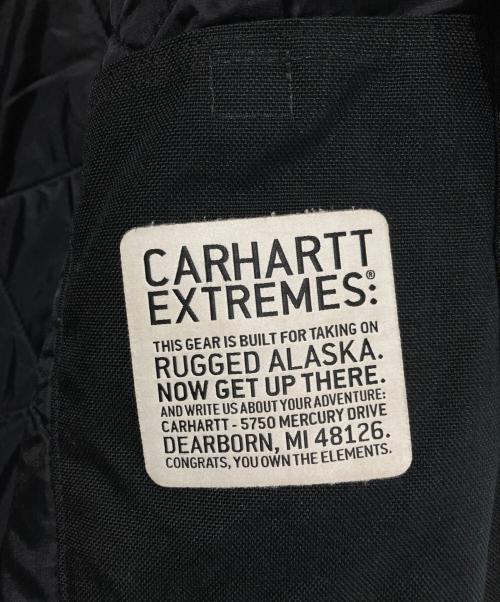 CARHARTT
EXTREMES®:
THIS GEAR IS BUILT FOR TAKING ON
RUGGED ALASKA.
NOW GET UP THERE.
AND WRITE US ABOUT YOUR ADVENTURE:
CARHARTT - 5750 MERCURY DRIVE
DEARBORN, MI 48126.
CONGRATS, YOU OWN THE ELEMENTS.